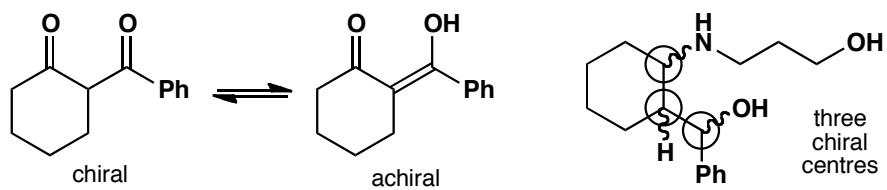 O O
Ph
chiral
O OH
Ph
achiral
H
N
OH
OH
H
Ph
three
chiral
centres